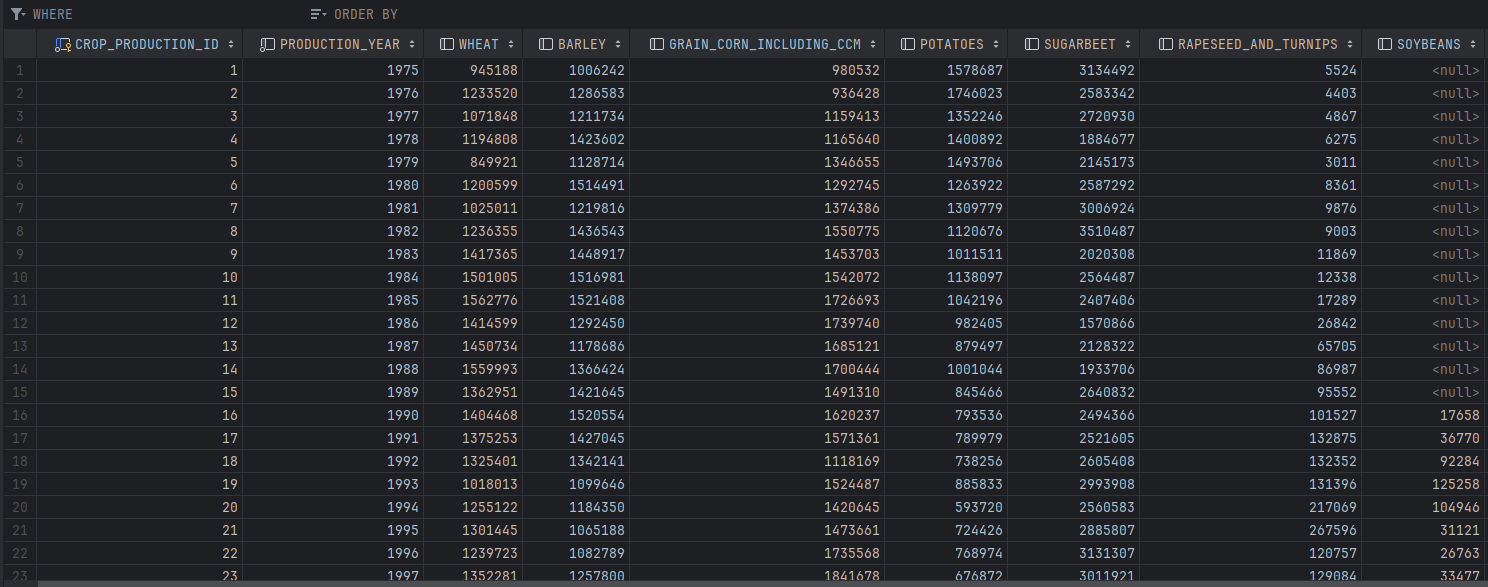 WHERE ORDER BY
CROP_PRODUCTION_ID PRODUCTION_YEAR WHEAT BARLEY GRAIN_CORN_INCLUDING_CCM POTATOES SUGARBEET RAPESEED_AND_TURNIPS SOYBEANS
1 1 1975 945188 1006242 980532 1578687 3134492 5524 <null>
2 2 1976 1233520 1286583 936428 1746023 2583342 4403 <null>
3 3 1977 1071848 1211734 1159413 1352246 2720930 4867 <null>
4 4 1978 1194808 1423602 1165640 1400892 1884677 6275 <null>
5 5 1979 849921 1128714 1346655 1493706 2145173 3011 <null>
6 6 1980 1200599 1514491 1292745 1263922 2587292 8361 <null>
7 7 1981 1025011 1219816 1374386 1309779 3006924 9876 <null>
8 8 1982 1236355 1436543 1550775 1120676 3510487 9003 <null>
9 9 1983 1417365 1448917 1453703 1011511 2020308 11869 <null>
10 10 1984 1501005 1516981 1542072 1138097 2564487 12338 <null>
11 11 1985 1562776 1521408 1726693 1042196 2407406 17289 <null>
12 12 1986 1414599 1292450 1739740 982405 1570866 26842 <null>
13 13 1987 1450734 1178686 1685121 879497 2128322 65705 <null>
14 14 1988 1559993 1366424 1700444 1001044 1933706 86987 <null>
15 15 1989 1362951 1421645 1491310 845466 2640832 95552 <null>
16 16 1990 1404468 1520554 1620237 793536 2494366 101527 17658
17 17 1991 1375253 1427045 1571361 789979 2521605 132875 36770
18 18 1992 1325401 1342141 1118169 738256 2605408 132352 92284
19 19 1993 1018013 1099646 1524487 885833 2993908 131396 125258
20 20 1994 1255122 1184350 1420645 593720 2560583 217069 104946
21 21 1995 1301445 1065188 1473661 724426 2885807 267596 31121
22 22 1996 1239723 1082789 1735568 768974 3131307 120757 26763
23 23 1997 1352281 1257800 1841678 676872 3011921 129084 33477